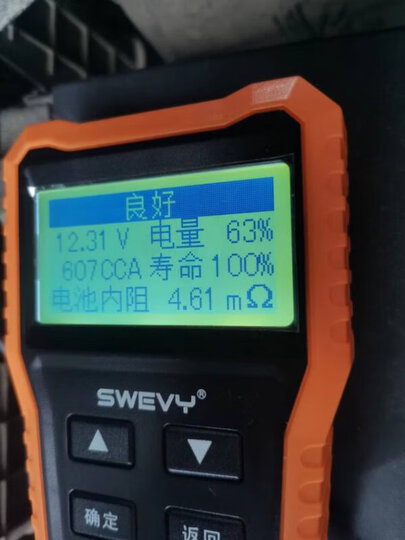 良好
12.31 V 电量 63%
607CCA 寿命 100%
电池内阻 4.61 mΩ
SWEVY®
▲ ▼
确定 返回